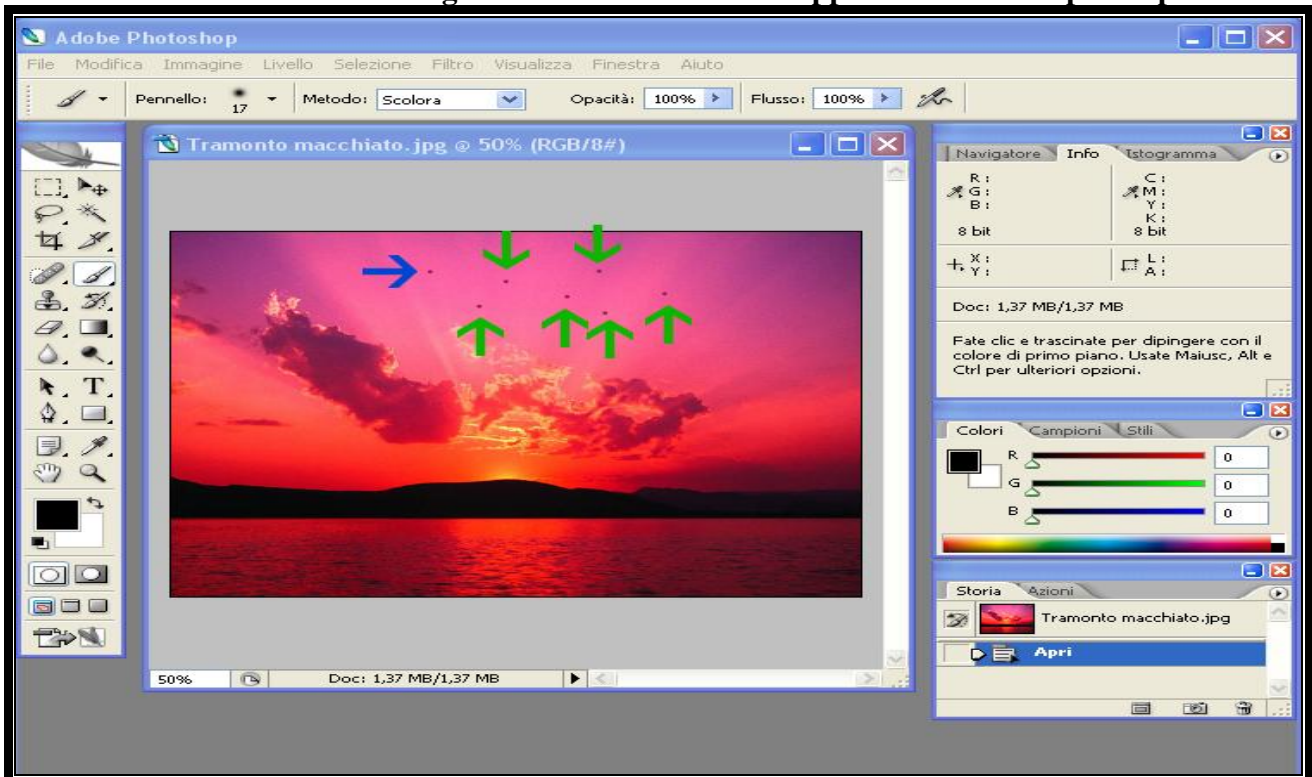 Adobe Photoshop
File Modifica Immagine Livello Selezione Filtro Visualizza Finestra Aiuto
Pennello: 17 Metodo: Scolora Opacità: 100% Flusso: 100%
Tramonto macchiato.jpg @ 50% (RGB/8#)
Navigatore Info Istogramma
R: C:
G: M:
B: Y:
K:
8 bit 8 bit
X: L:
Y: A:
Doc: 1,37 MB/1,37 MB
Fate clic e trascinate per dipingere con il
colore di primo piano. Usate Maiusc, Alt e
Ctrl per ulteriori opzioni.
Colori Campioni Stili
R 0
G 0
B 0
Storia Azioni
Tramonto macchiato.jpg
Apri
50% Doc: 1,37 MB/1,37 MB